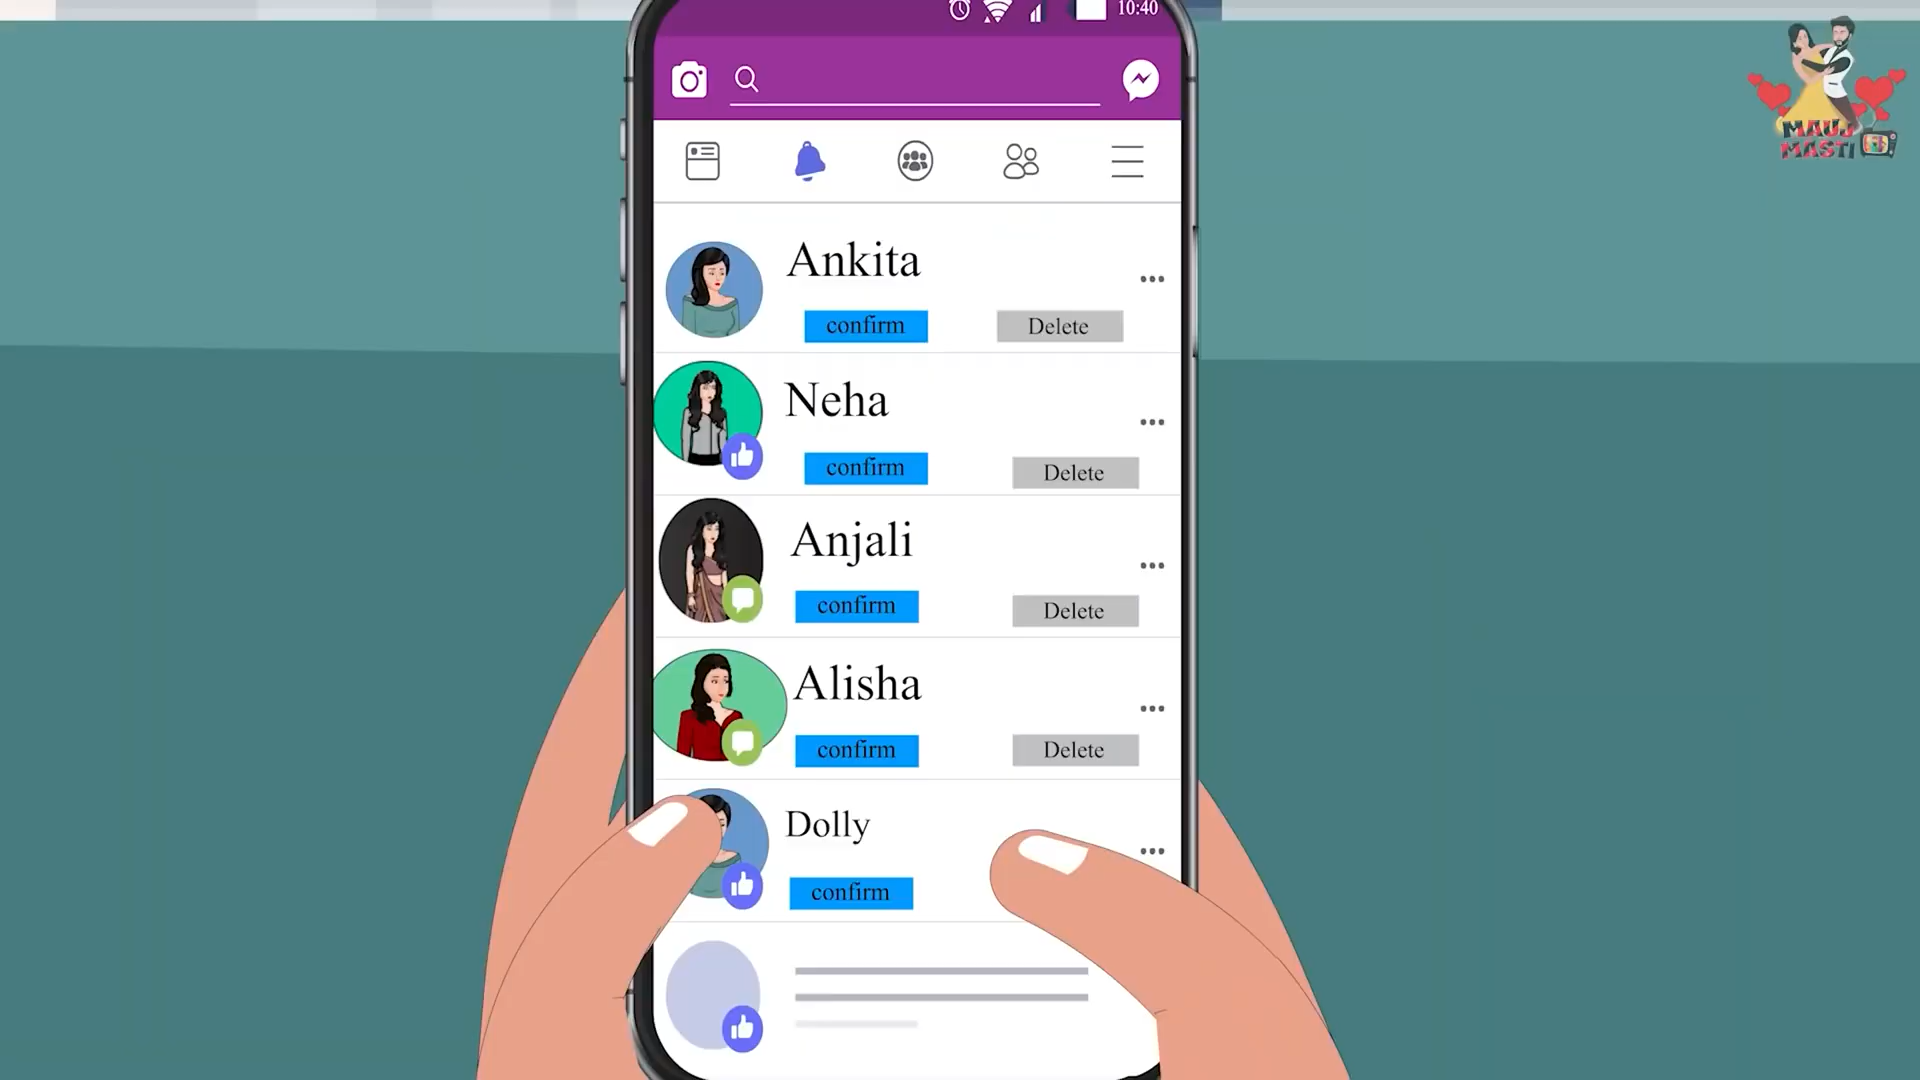 10:40
MAUJ
MASTI
Ankita
confirm Delete
Neha
confirm Delete
Anjali
confirm Delete
Alisha
confirm Delete
Dolly
confirm